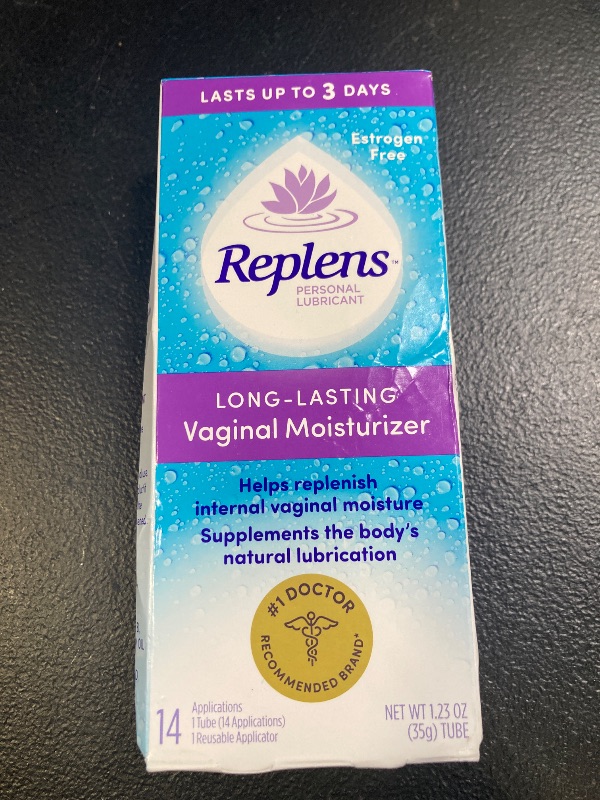 LASTS UP TO 3 DAYS
Estrogen
Free
Replens™
PERSONAL
LUBRICANT
LONG-LASTING
Vaginal Moisturizer
Helps replenish
internal vaginal moisture
Supplements the body's
natural lubrication
#1 DOCTOR
RECOMMENDED BRAND*
14
Applications
1 Tube (14 Applications)
1 Reusable Applicator
NET WT 1.23 OZ
(35g) TUBE